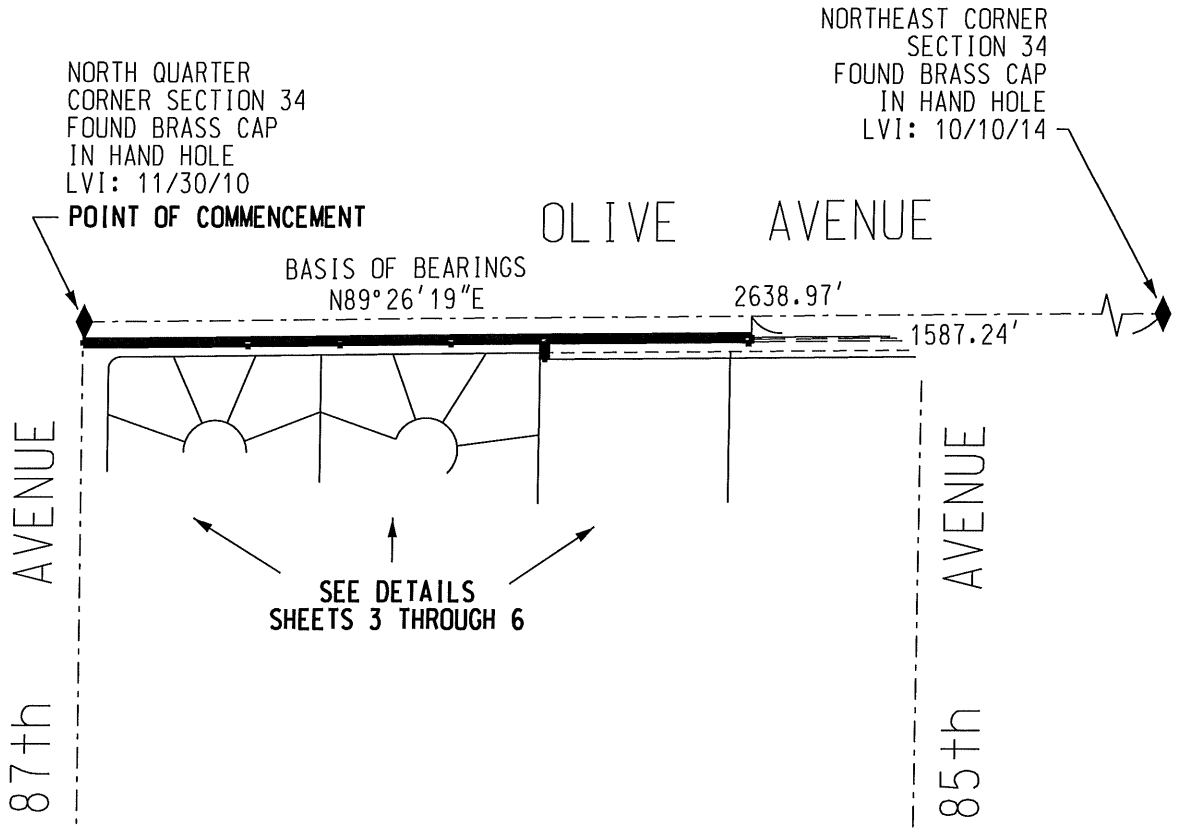 NORTHEAST CORNER
SECTION 34
FOUND BRASS CAP
IN HAND HOLE
LVI: 10/10/14
NORTH QUARTER
CORNER SECTION 34
FOUND BRASS CAP
IN HAND HOLE
LVI: 11/30/10
POINT OF COMMENCEMENT
OLIVE AVENUE
BASIS OF BEARINGS
N89°26'19"E
2638.97'
1587.24'
87th AVENUE
85th AVENUE
SEE DETAILS
SHEETS 3 THROUGH 6